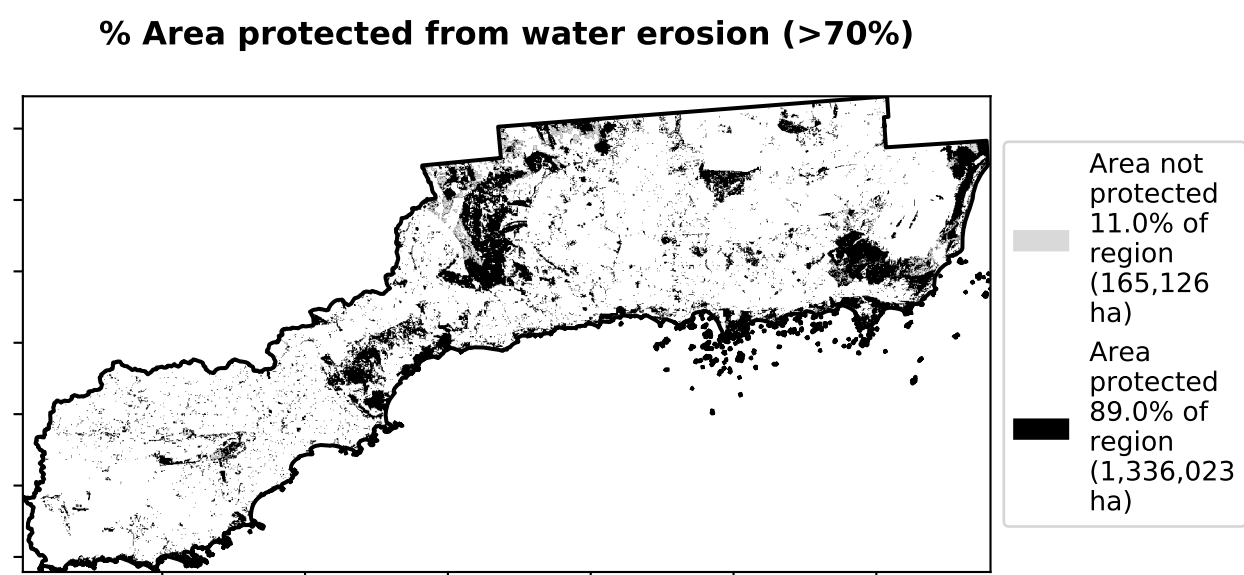 % Area protected from water erosion (>70%)
Area not
protected
11.0% of
region
(165,126
ha)
Area
protected
89.0% of
region
(1,336,023
ha)